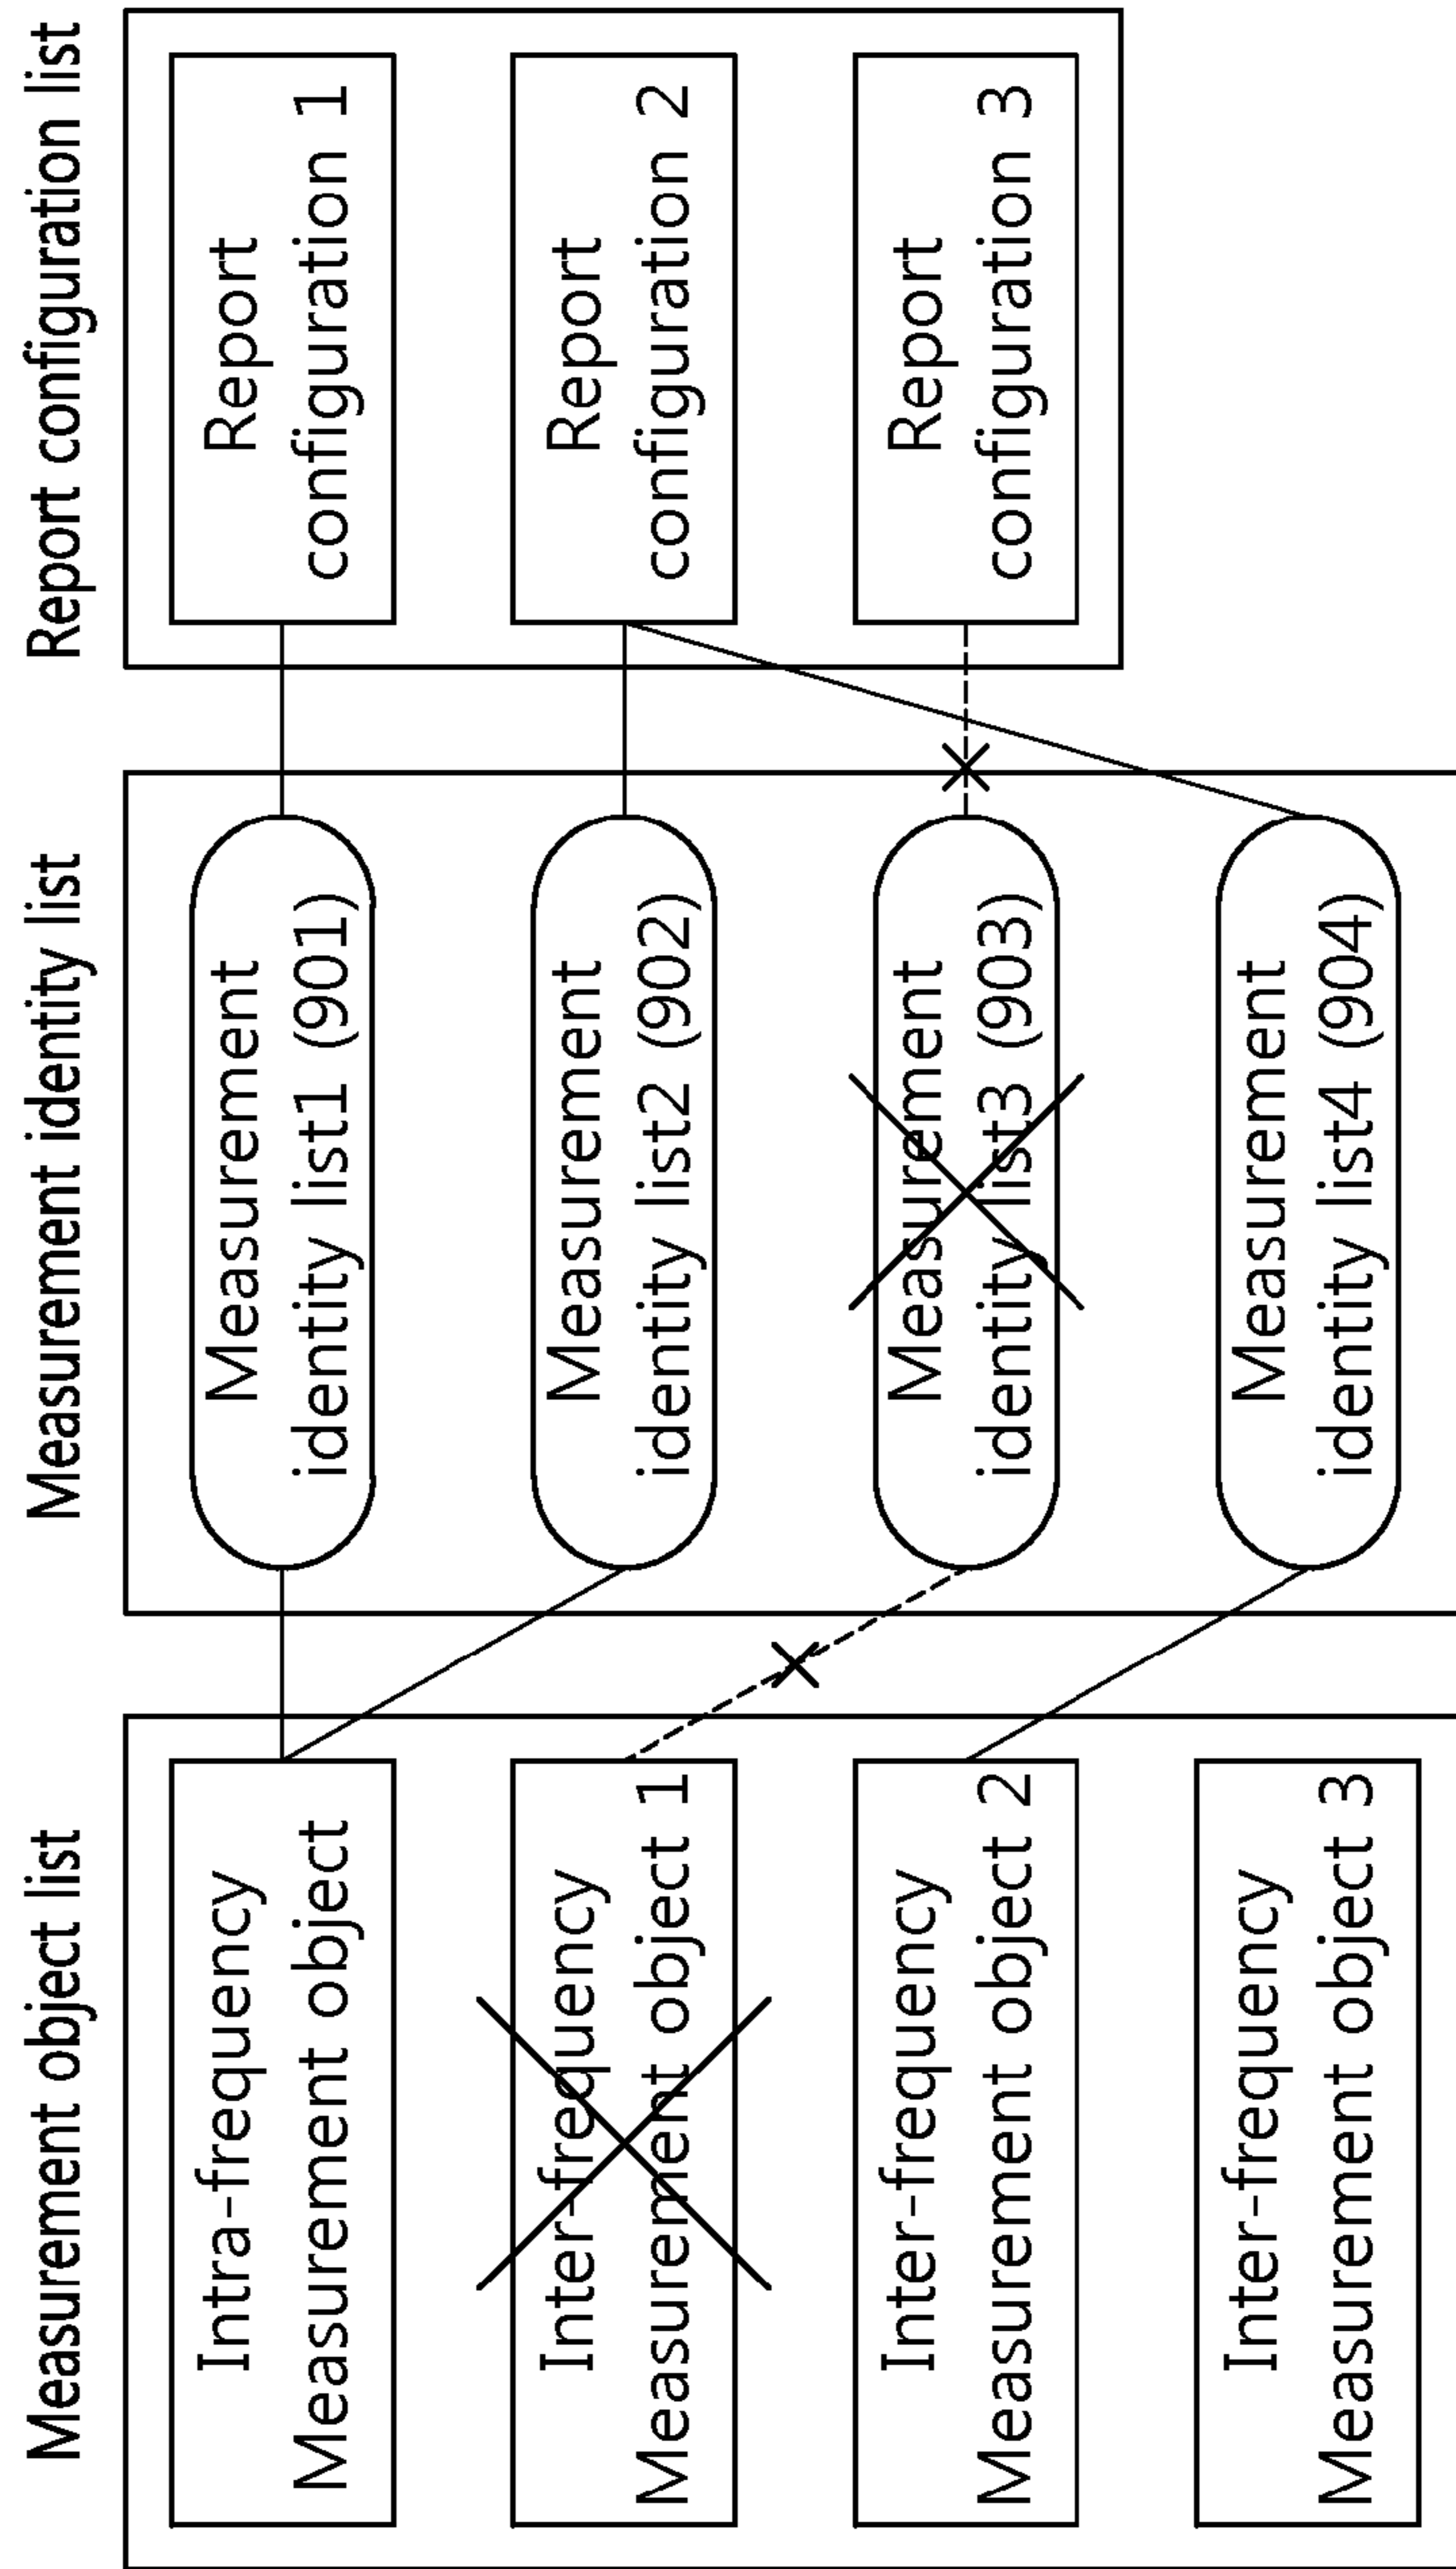 Measurement object list
Intra-frequency
Measurement object
Inter-frequency
Measurement object 1
Inter-frequency
Measurement object 2
Inter-frequency
Measurement object 3
Measurement identity list
Measurement
identity list1 (901)
Measurement
identity list2 (902)
Measurement
identity list3 (903)
Measurement
identity list4 (904)
Report configuration list
Report
configuration 1
Report
configuration 2
Report
configuration 3